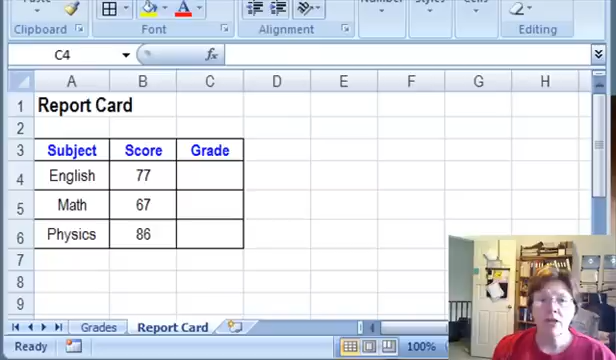 Paste
Number
Styles
Cells
Clipboard
Font
Alignment
Editing
C4
fx
A B C D E F G H
1 Report Card
2
3 Subject Score Grade
4 English 77
5 Math 67
6 Physics 86
7
8
9
Grades Report Card
Ready 100%